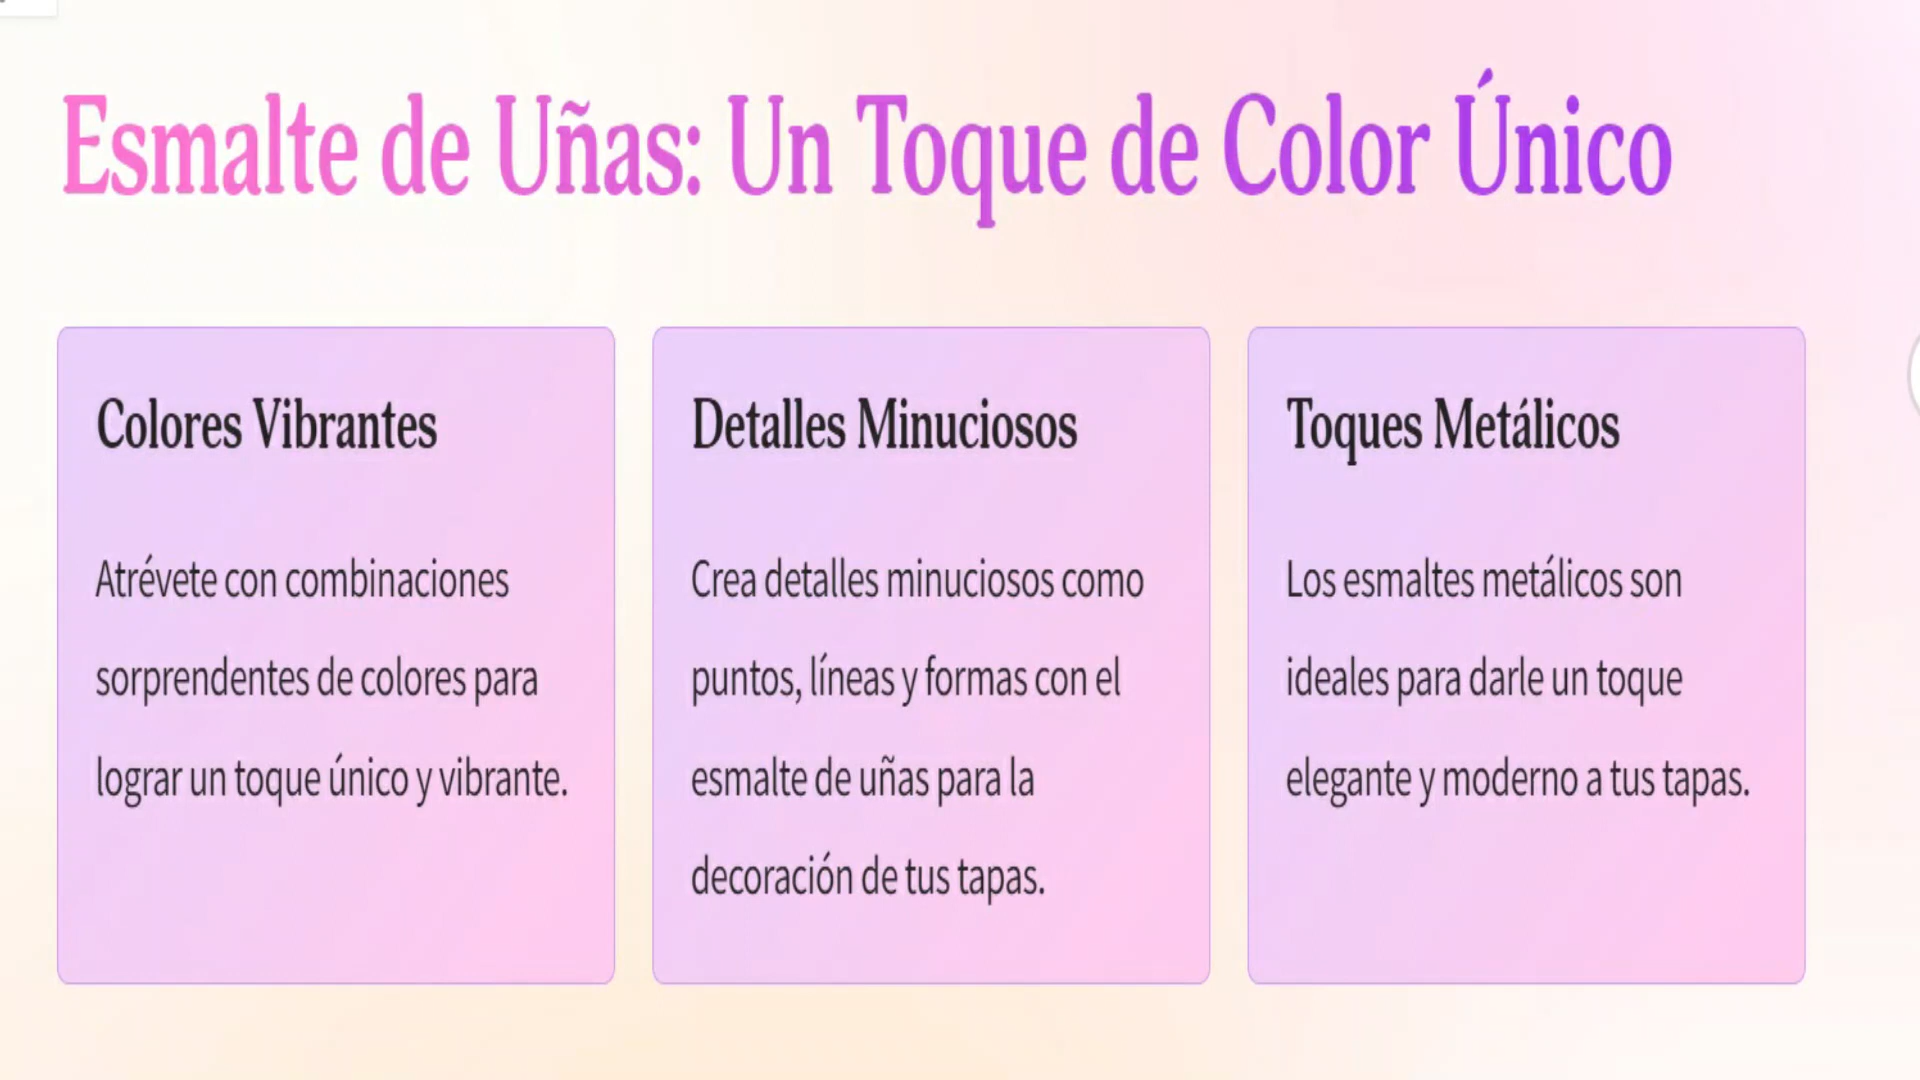 Esmalte de Uñas: Un Toque de Color Único
Colores Vibrantes
Atrévete con combinaciones
sorprendentes de colores para
lograr un toque único y vibrante.
Detalles Minuciosos
Crea detalles minuciosos como
puntos, líneas y formas con el
esmalte de uñas para la
decoración de tus tapas.
Toques Metálicos
Los esmaltes metálicos son
ideales para darle un toque
elegante y moderno a tus tapas.